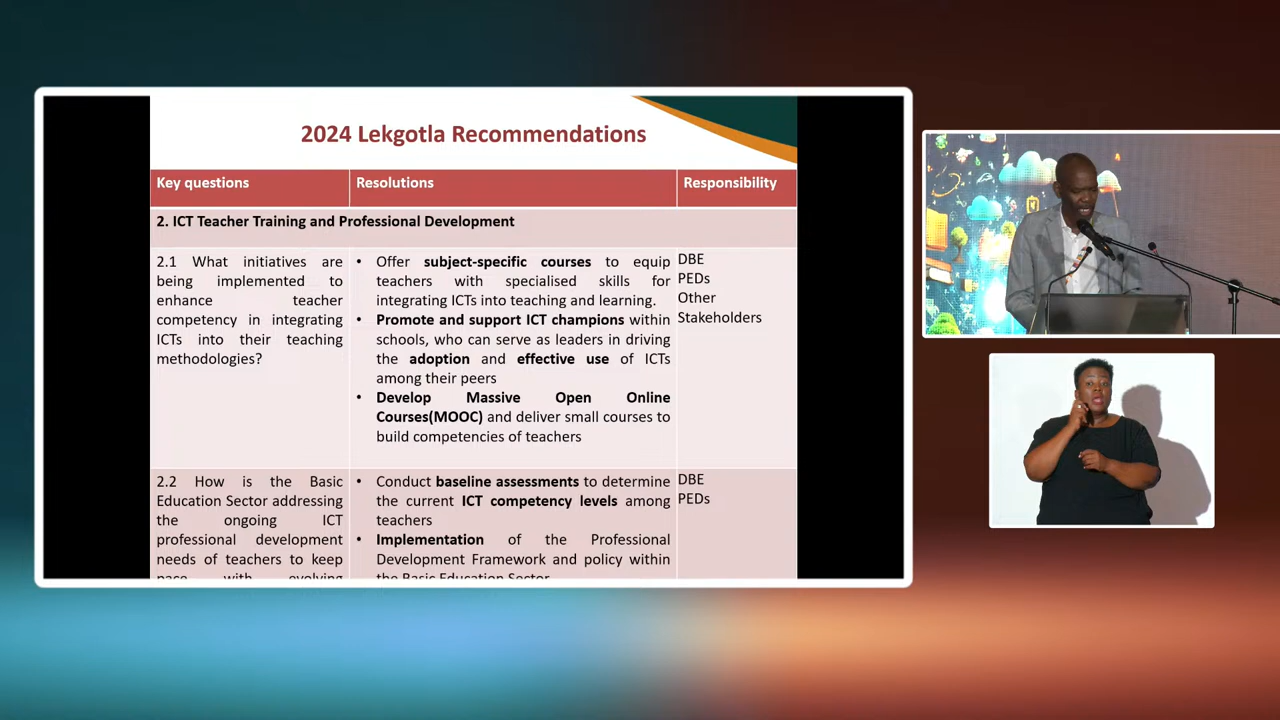 2024 Lekgotla Recommendations
Key questions
Resolutions
Responsibility
2. ICT Teacher Training and Professional Development
2.1 What initiatives are
being implemented to
enhance teacher
competency in integrating
ICTs into their teaching
methodologies?
• Offer subject-specific courses to equip
teachers with specialised skills for
integrating ICTs into teaching and learning.
• Promote and support ICT champions within
schools, who can serve as leaders in driving
the adoption and effective use of ICTs
among their peers
• Develop Massive Open Online
Courses(MOOC) and deliver small courses to
build competencies of teachers
DBE
PEDs
Other
Stakeholders
2.2 How is the Basic
Education Sector addressing
the ongoing ICT
professional development
needs of teachers to keep
pace with evolving
• Conduct baseline assessments to determine
the current ICT competency levels among
teachers
• Implementation of the Professional
Development Framework and policy within
the Basic Education Sector
DBE
PEDs